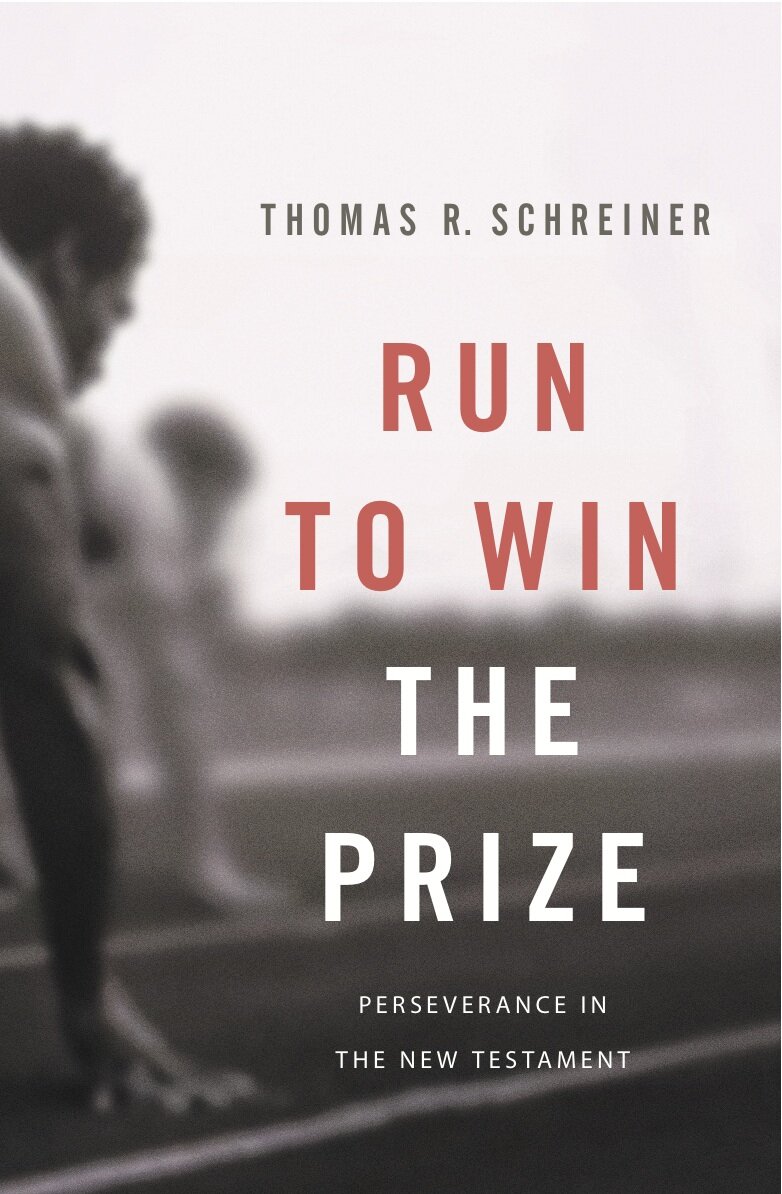 THOMAS R. SCHREINER
RUN
TO WIN
THE
PRIZE
PERSEVERANCE IN
THE NEW TESTAMENT